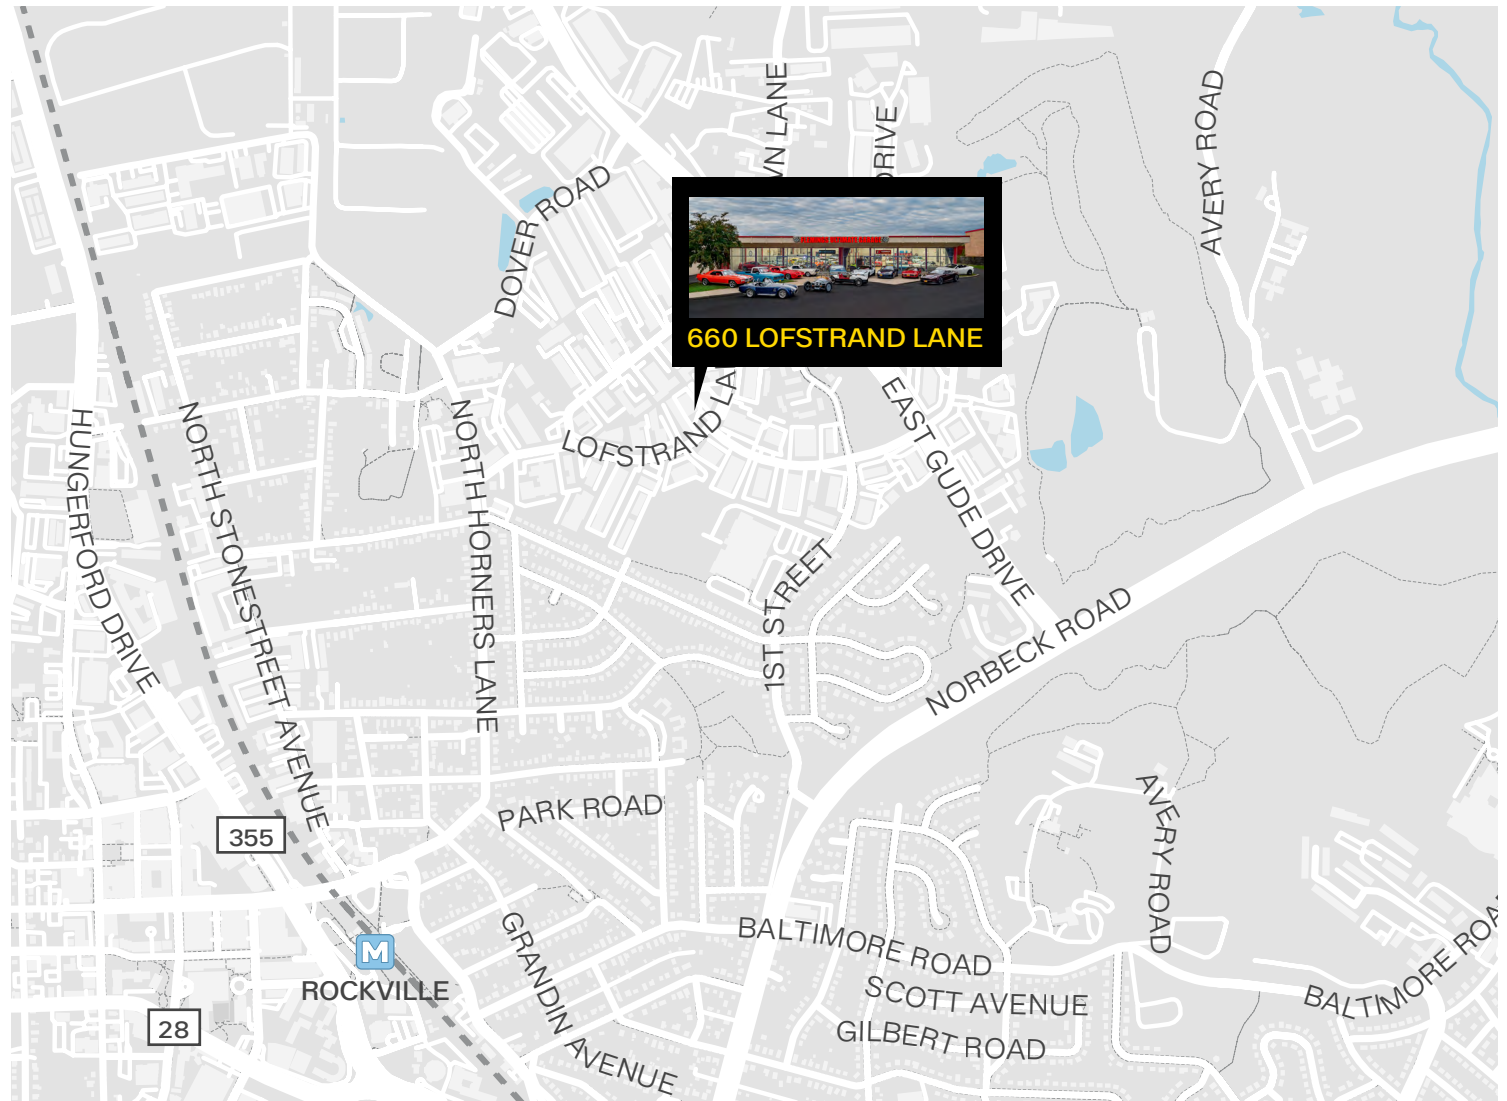 WN LANE
DRIVE
AVERY ROAD
DOVER ROAD
660 LOFSTRAND LANE
LOFSTRAND LA
EAST GUDE DRIVE
HUNGERFORD DRIVE
NORTH STONESTREET AVENUE
NORTH HORNERS LANE
1ST STREET
NORBECK ROAD
PARK ROAD
AVERY ROAD
355
GRANDIN AVENUE
BALTIMORE ROAD
M
ROCKVILLE
SCOTT AVENUE
BALTIMORE ROA
28
GILBERT ROAD